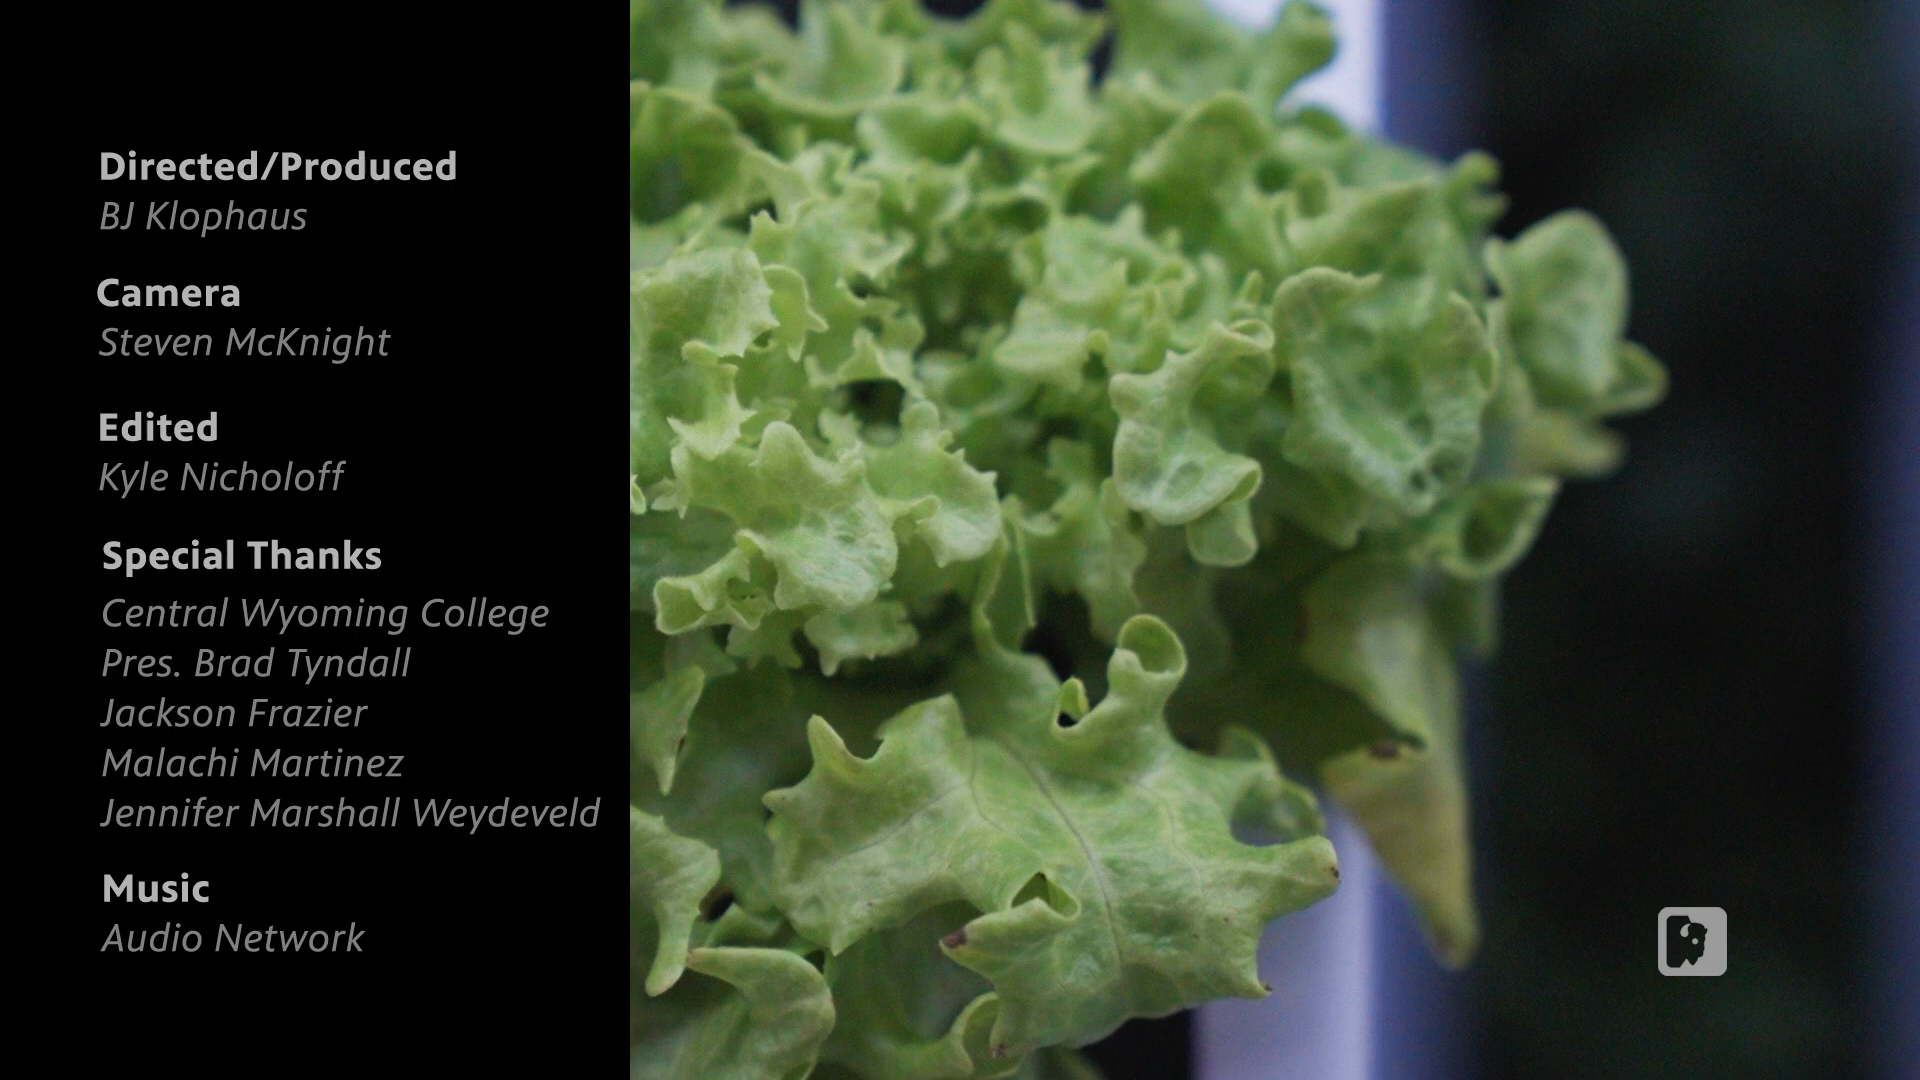 Directed/Produced
BJ Klophaus
Camera
Steven McKnight
Edited
Kyle Nicholoff
Special Thanks
Central Wyoming College
Pres. Brad Tyndall
Jackson Frazier
Malachi Martinez
Jennifer Marshall Weydeveld
Music
Audio Network